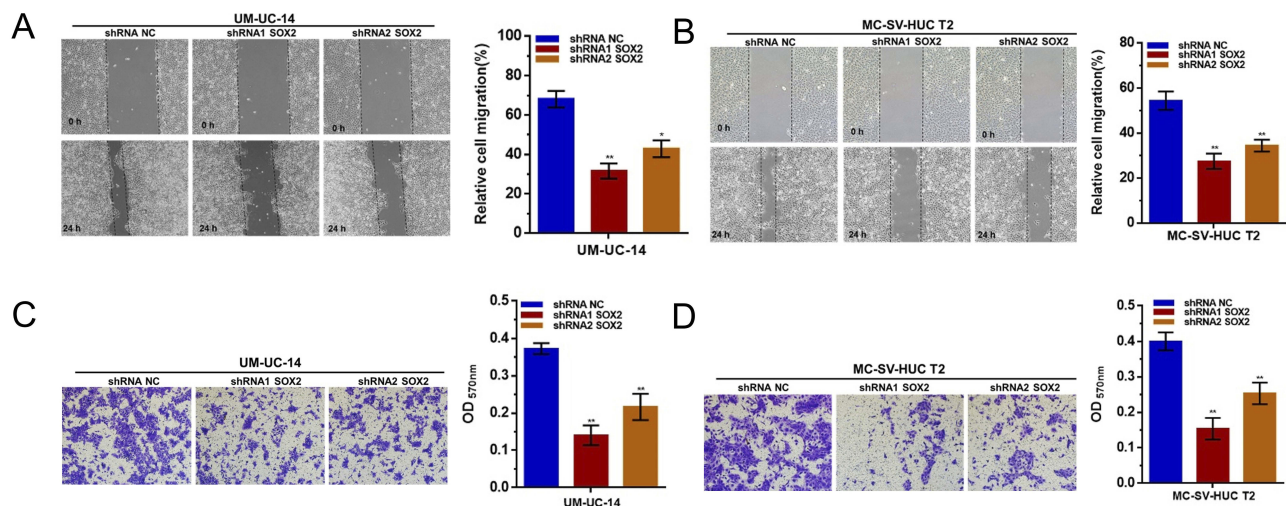 A
UM-UC-14
shRNA NC shRNA1 SOX2 shRNA2 SOX2
0 h 0 h 0 h
24 h 24 h 24 h
Relative cell migration(%)
100
80
60
40
20
0
shRNA NC
shRNA1 SOX2
shRNA2 SOX2
** *
UM-UC-14
B
MC-SV-HUC T2
shRNA NC shRNA1 SOX2 shRNA2 SOX2
0 h 0 h 0 h
24 h 24 h 24 h
Relative cell migration(%)
80
60
40
20
0
shRNA NC
shRNA1 SOX2
shRNA2 SOX2
** **
MC-SV-HUC T2
C
UM-UC-14
shRNA NC shRNA1 SOX2 shRNA2 SOX2
OD 570nm
0.5
0.4
0.3
0.2
0.1
0.0
shRNA NC
shRNA1 SOX2
shRNA2 SOX2
** **
UM-UC-14
D
MC-SV-HUC T2
shRNA NC shRNA1 SOX2 shRNA2 SOX2
OD 570nm
0.5
0.4
0.3
0.2
0.1
0.0
shRNA NC
shRNA1 SOX2
shRNA2 SOX2
** **
MC-SV-HUC T2